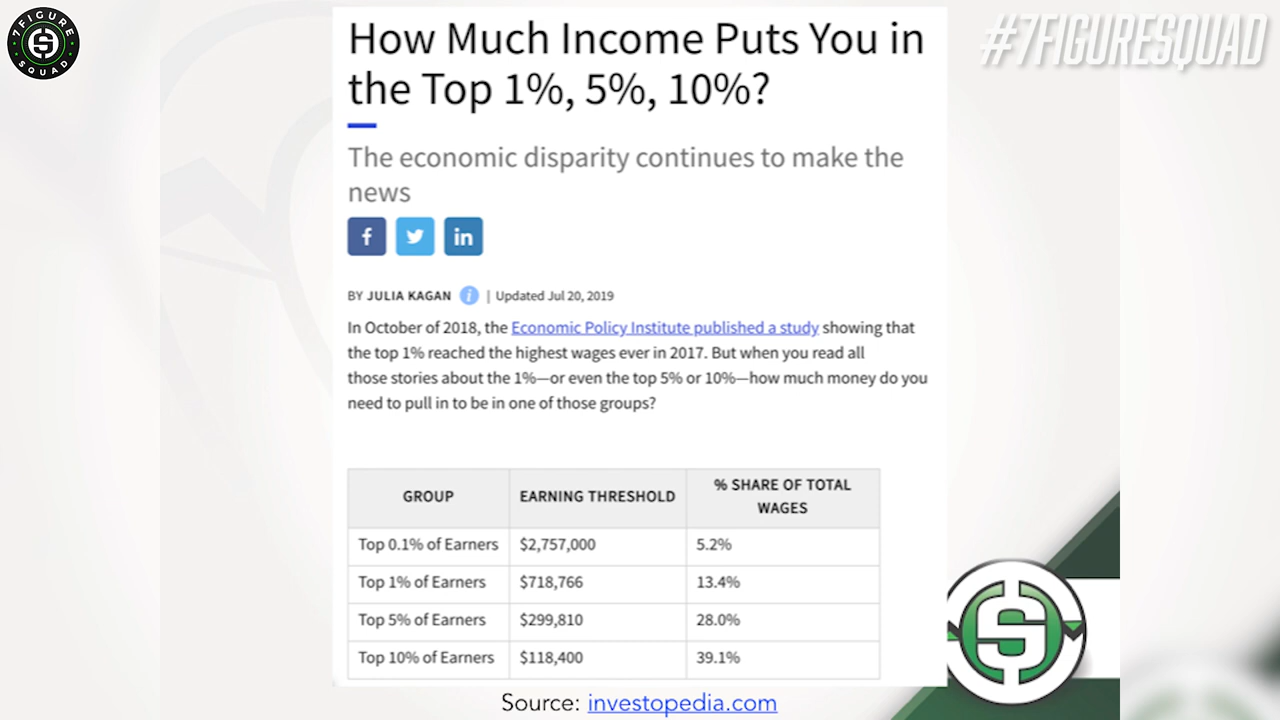 7 FIGURE
SQUAD
#7FIGURESQUAD
How Much Income Puts You in
the Top 1%, 5%, 10%?
The economic disparity continues to make the
news
f
in
BY JULIA KAGAN i | Updated Jul 20, 2019
In October of 2018, the Economic Policy Institute published a study showing that
the top 1% reached the highest wages ever in 2017. But when you read all
those stories about the 1%—or even the top 5% or 10%—how much money do you
need to pull in to be in one of those groups?
GROUP EARNING THRESHOLD % SHARE OF TOTAL
WAGES
Top 0.1% of Earners $2,757,000 5.2%
Top 1% of Earners $718,766 13.4%
Top 5% of Earners $299,810 28.0%
Top 10% of Earners $118,400 39.1%
Source: investopedia.com